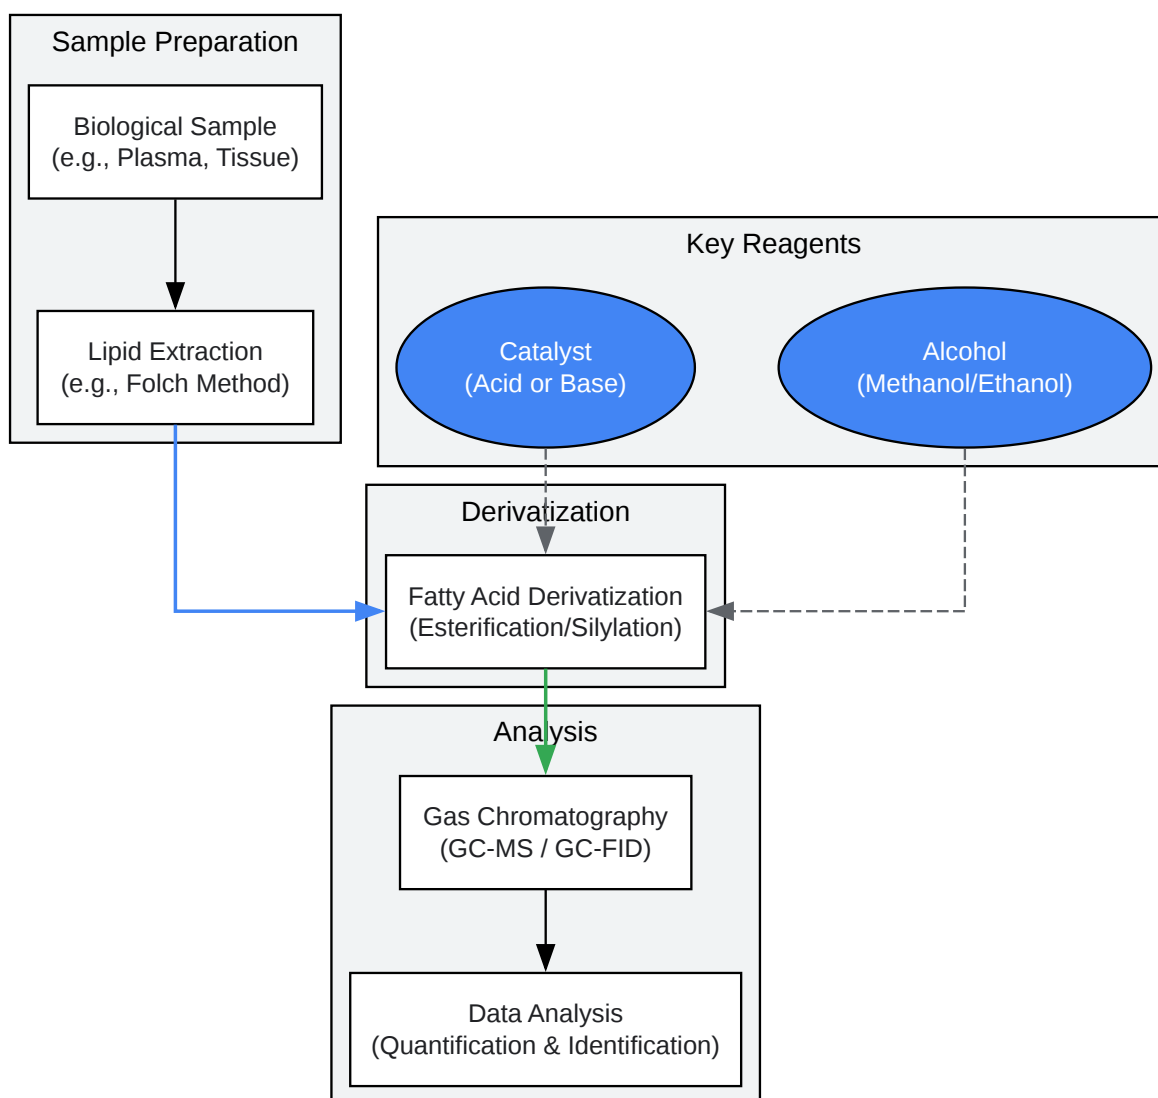 Sample Preparation
Biological Sample
(e.g., Plasma, Tissue)
Lipid Extraction
(e.g., Folch Method)
Key Reagents
Catalyst
(Acid or Base)
Alcohol
(Methanol/Ethanol)
Derivatization
Fatty Acid Derivatization
(Esterification/Silylation)
Analysis
Gas Chromatography
(GC-MS / GC-FID)
Data Analysis
(Quantification & Identification)